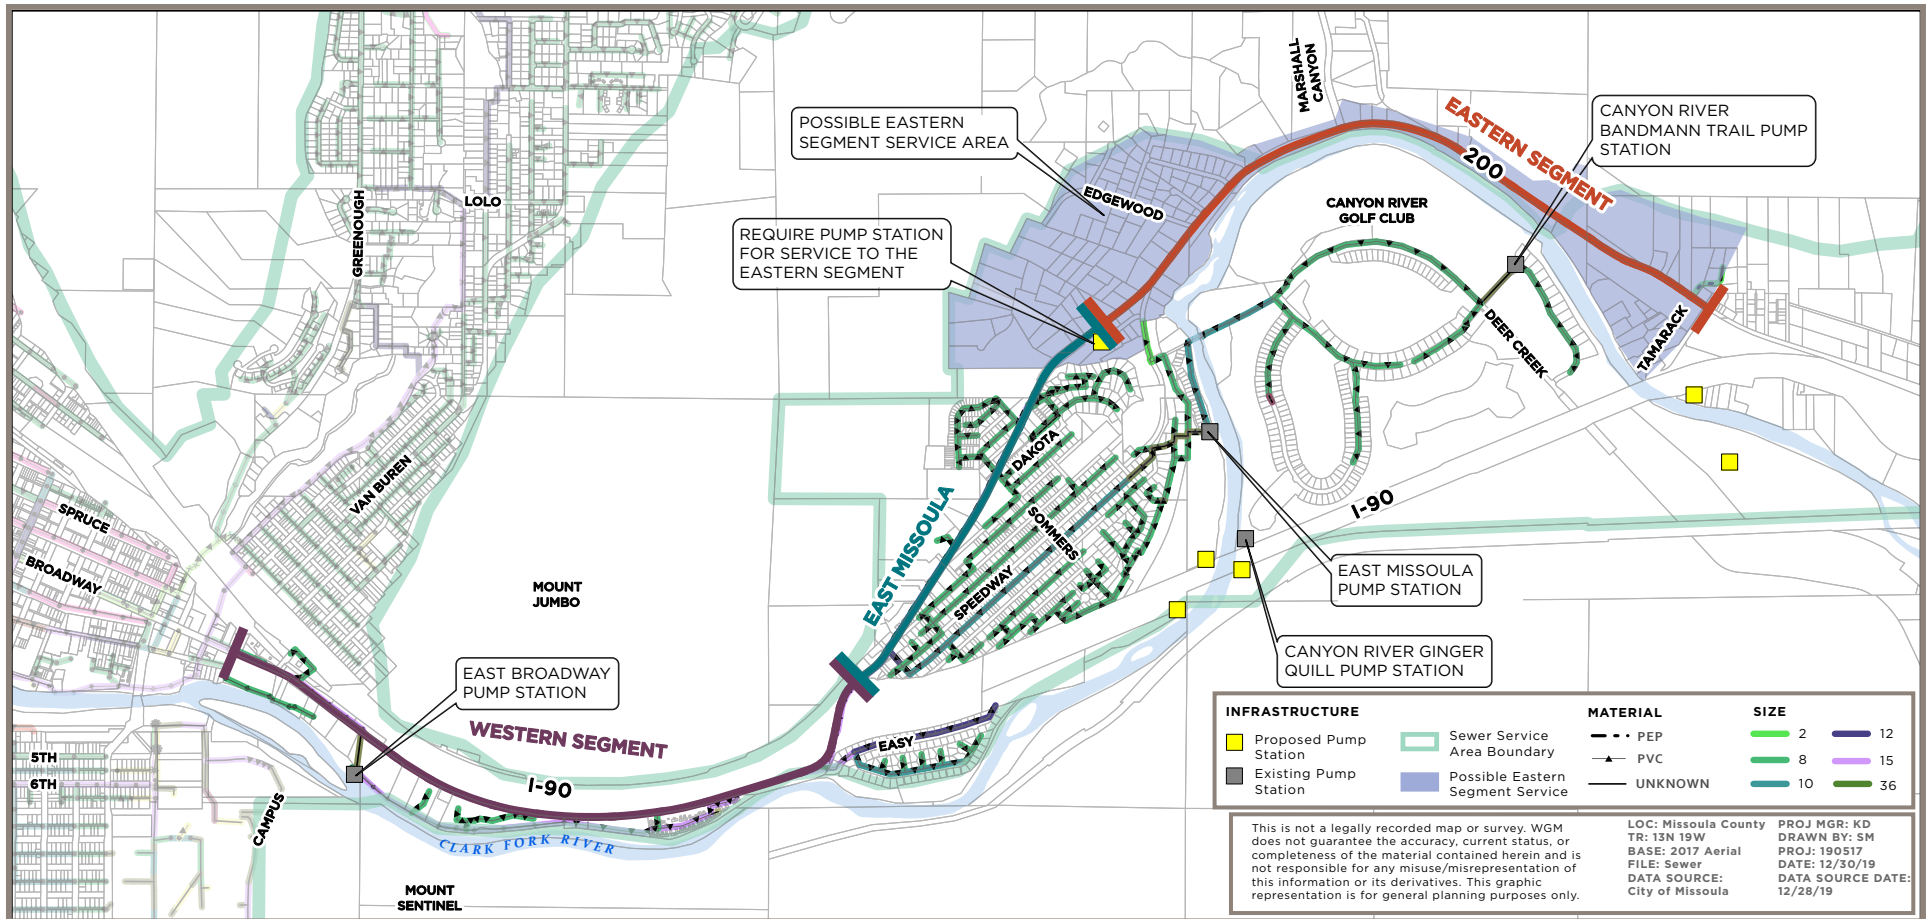 MARSHALL
CANYON
EASTERN SEGMENT
200
CANYON RIVER
BANDMANN TRAIL PUMP
STATION
POSSIBLE EASTERN
SEGMENT SERVICE AREA
EDGEWOOD
GREENOUGH
LOLO
CANYON RIVER
GOLF CLUB
REQUIRE PUMP STATION
FOR SERVICE TO THE
EASTERN SEGMENT
DEER CREEK
TAMARACK
VAN BUREN
DAKOTA
SPRUCE
BROADWAY
I-90
EAST MISSOULA
SOMMERS
SPEEDWAY
MOUNT
JUMBO
EAST MISSOULA
PUMP STATION
CANYON RIVER GINGER
QUILL PUMP STATION
EAST BROADWAY
PUMP STATION
WESTERN SEGMENT
EASY
5TH
6TH
I-90
CAMPUS
CLARK FORK RIVER
MOUNT
SENTINEL
INFRASTRUCTURE
Proposed Pump
Station
Existing Pump
Station
Sewer Service
Area Boundary
Possible Eastern
Segment Service
MATERIAL
PEP
PVC
UNKNOWN
SIZE
2
8
10
12
15
36
This is not a legally recorded map or survey. WGM
does not guarantee the accuracy, current status, or
completeness of the material contained herein and is
not responsible for any misuse/misrepresentation of
this information or its derivatives. This graphic
representation is for general planning purposes only.
LOC: Missoula County
TR: 13N 19W
BASE: 2017 Aerial
FILE: Sewer
DATA SOURCE:
City of Missoula
PROJ MGR: KD
DRAWN BY: SM
PROJ: 190517
DATE: 12/30/19
DATA SOURCE DATE:
12/28/19